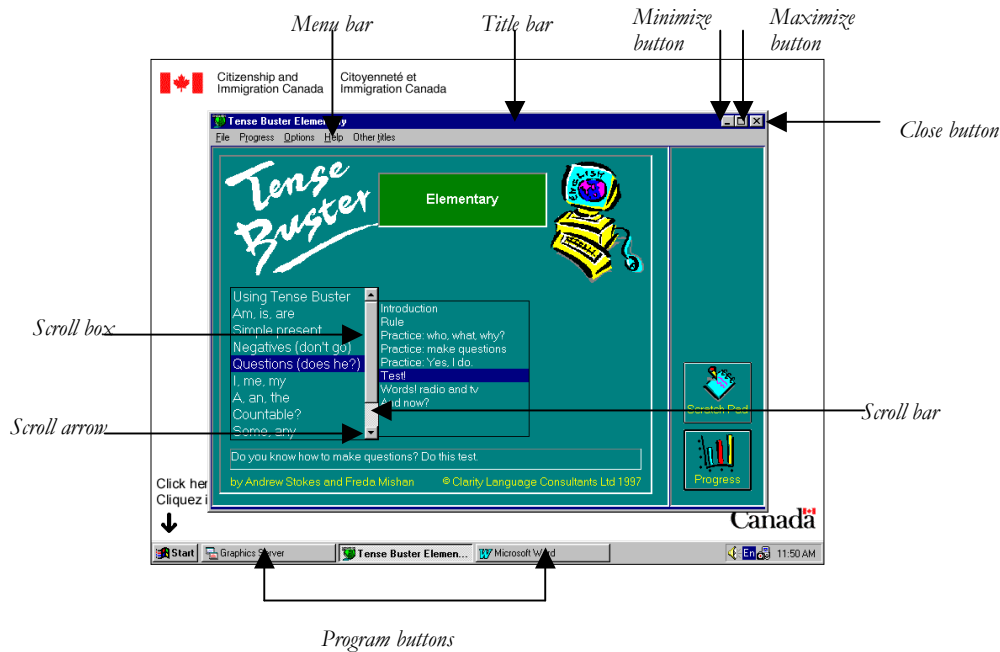 Menu bar
Title bar
Minimize
button
Maximize
button
Citizenship and
Immigration Canada
Citoyenneté et
Immigration Canada
Close button
Tense Buster Elementary
File Progress Options Help Other titles
Tense
Buster
Elementary
ENGLISH
Using Tense Buster
Am, is, are
Simple present
Negatives (don't go)
Questions (does he?)
I, me, my
A, an, the
Countable?
Some, any
Introduction
Rule
Practice: who, what, why?
Practice: make questions
Practice: Yes, I do.
Test!
Words! radio and tv
And now?
Scroll box
Scroll arrow
Scroll bar
Scratch Pad
Progress
Do you know how to make questions? Do this test.
by Andrew Stokes and Freda Mishan © Clarity Language Consultants Ltd 1997
Click her
Cliquez i
Canada
Start Graphics Server Tense Buster Elemen... Microsoft Word En 11:50 AM
Program buttons